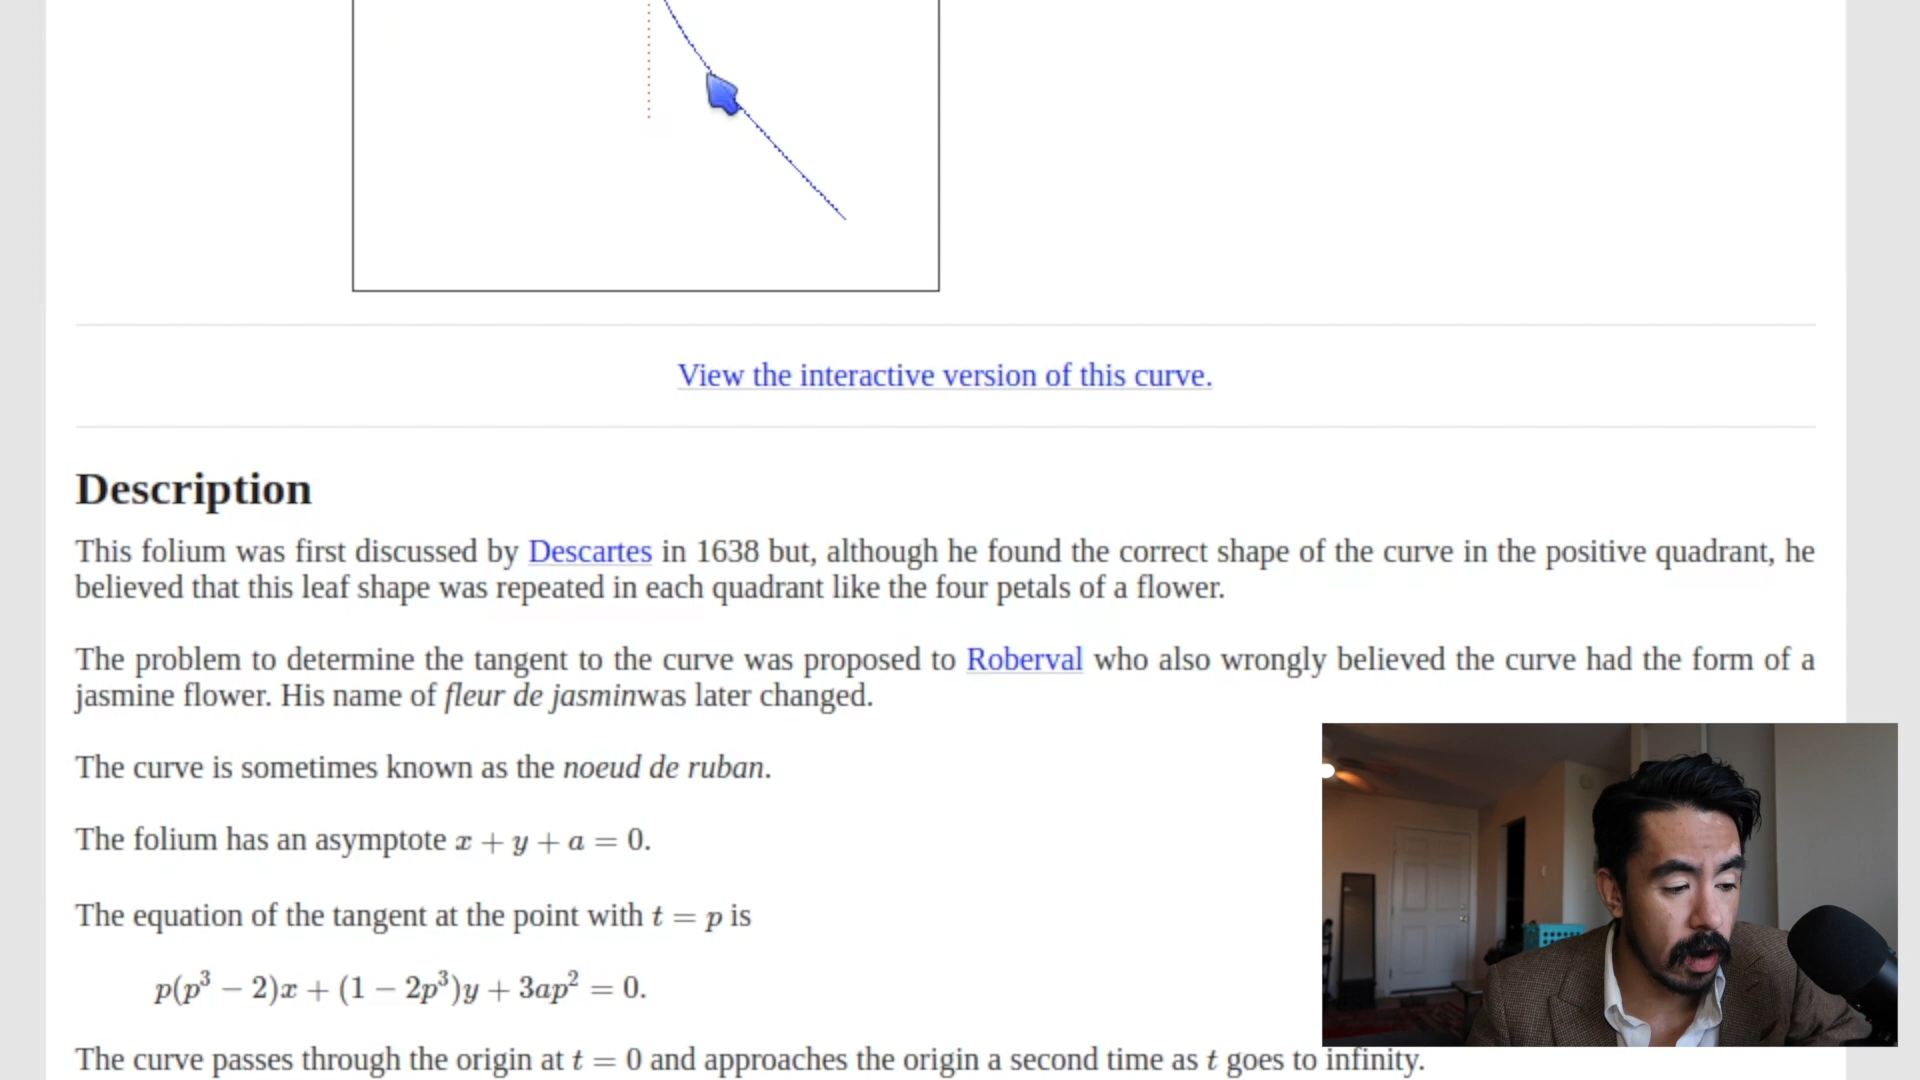 View the interactive version of this curve.
Description
This folium was first discussed by Descartes in 1638 but, although he found the correct shape of the curve in the positive quadrant, he
believed that this leaf shape was repeated in each quadrant like the four petals of a flower.
The problem to determine the tangent to the curve was proposed to Roberval who also wrongly believed the curve had the form of a
jasmine flower. His name of fleur de jasminwas later changed.
The curve is sometimes known as the noeud de ruban.
The folium has an asymptote x + y + a = 0.
The equation of the tangent at the point with t = p is
p(p³ − 2)x + (1 − 2p³)y + 3ap² = 0.
The curve passes through the origin at t = 0 and approaches the origin a second time as t goes to infinity.